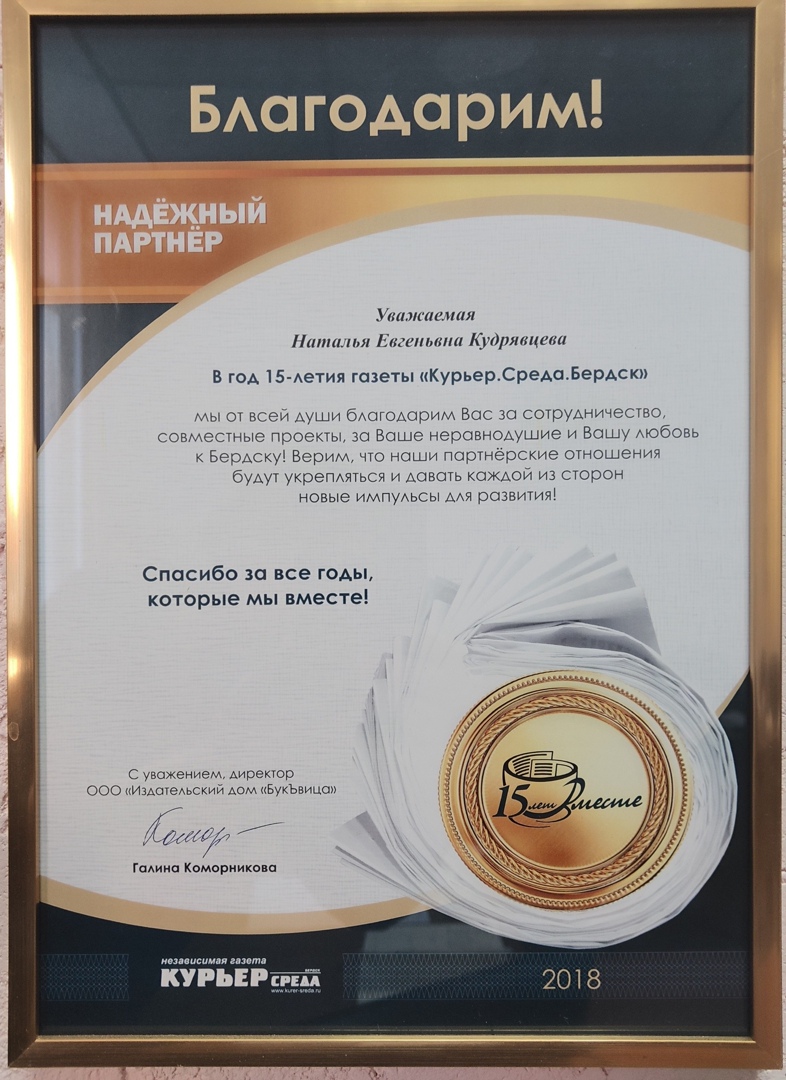 Благодарим!
НАДЁЖНЫЙ
ПАРТНЁР
Уважаемая
Наталья Евгеньвна Кудрявцева
В год 15-летия газеты «Курьер.Среда.Бердск»
мы от всей души благодарим Вас за сотрудничество,
совместные проекты, за Ваше неравнодушие и Вашу любовь
к Бердску! Верим, что наши партнёрские отношения
будут укрепляться и давать каждой из сторон
новые импульсы для развития!
Спасибо за все годы,
которые мы вместе!
15 лет Вместе
С уважением, директор
ООО «Издательский дом «БукЪвица»
Галина Коморникова
независимая газета
КУРЬЕР СРЕДА
БЕРДСК
www.kurer-sreda.ru
2018